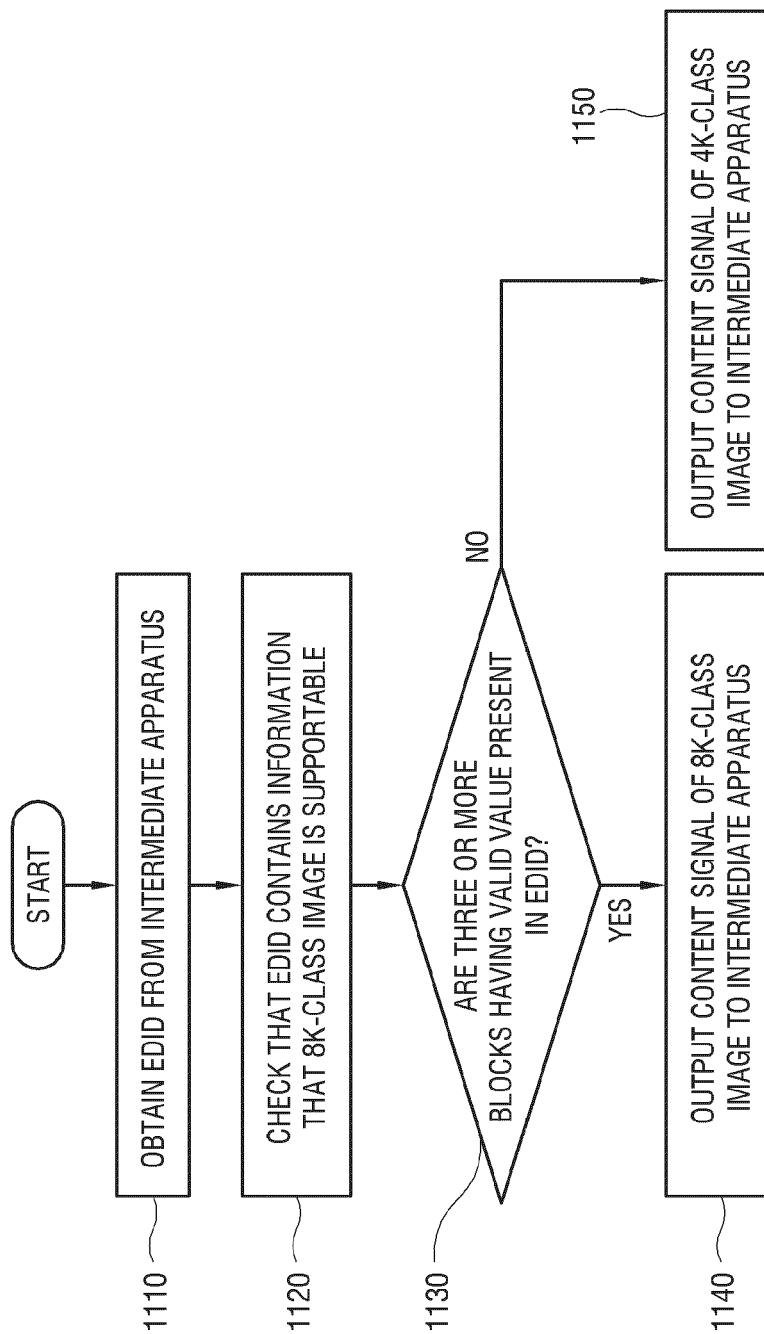 START
1110
OBTAIN EDID FROM INTERMEDIATE APPARATUS
1120
CHECK THAT EDID CONTAINS INFORMATION
THAT 8K-CLASS IMAGE IS SUPPORTABLE
1130
ARE THREE OR MORE
BLOCKS HAVING VALID VALUE PRESENT
IN EDID?
NO
YES
1140
OUTPUT CONTENT SIGNAL OF 8K-CLASS
IMAGE TO INTERMEDIATE APPARATUS
1150
OUTPUT CONTENT SIGNAL OF 4K-CLASS
IMAGE TO INTERMEDIATE APPARATUS